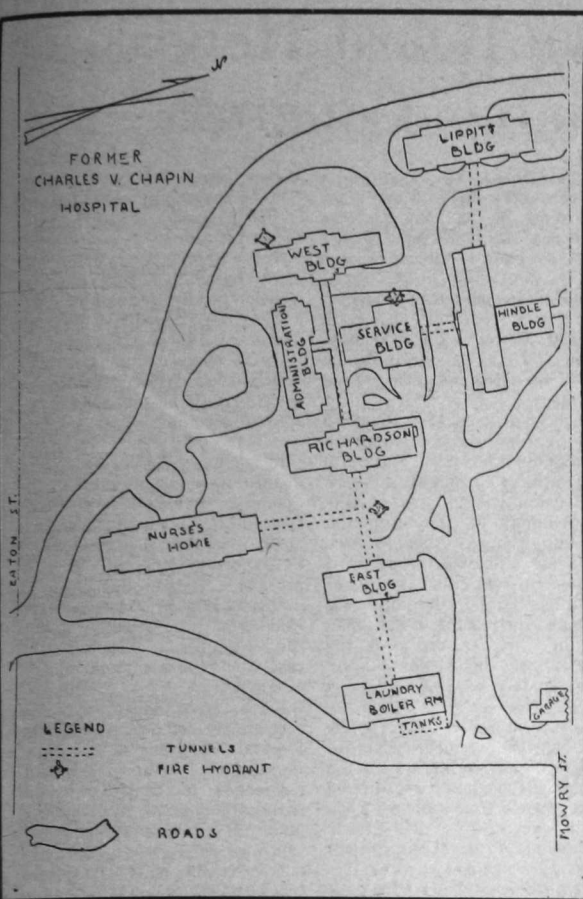 N
FORMER
CHARLES V. CHAPIN
HOSPITAL
LIPPITT
BLDG
WEST
BLDG
HINDLE
BLDG
ADMINISTRATION
BLDG
SERVICE
BLDG
RICHARDSON
BLDG
NURSE'S
HOME
EATON ST.
EAST
BLDG
LAUNDRY
BOILER RM
TANKS
GARAGE
MOWRY ST.
LEGEND
TUNNELS
FIRE HYDRANT
ROADS